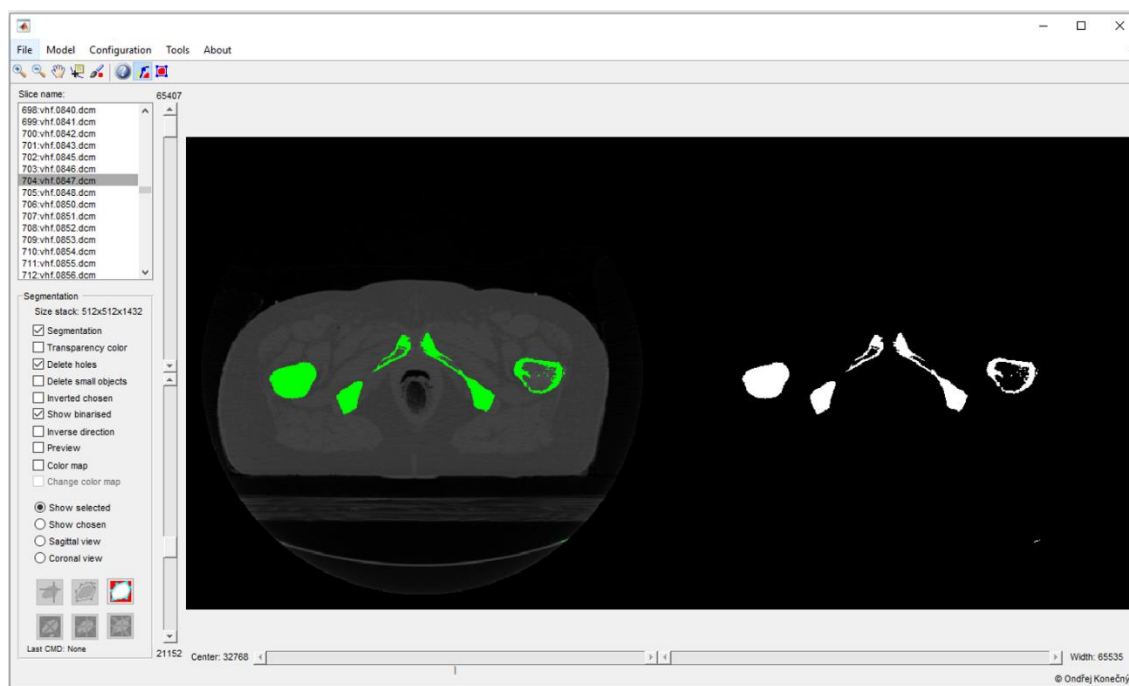 File Model Configuration Tools About
Slice name:
65407
698:vhf.0840.dcm
699:vhf.0841.dcm
700:vhf.0842.dcm
701:vhf.0843.dcm
702:vhf.0845.dcm
703:vhf.0846.dcm
704:vhf.0847.dcm
705:vhf.0848.dcm
706:vhf.0850.dcm
707:vhf.0851.dcm
708:vhf.0852.dcm
709:vhf.0853.dcm
710:vhf.0854.dcm
711:vhf.0855.dcm
712:vhf.0856.dcm
Segmentation
Size stack: 512x512x1432
Segmentation
Transparency color
Delete holes
Delete small objects
Inverted chosen
Show binarised
Inverse direction
Preview
Color map
Change color map
Show selected
Show chosen
Sagittal view
Coronal view
Last CMD: None
21152 Center: 32768 Width: 65535
© Ondřej Konečný